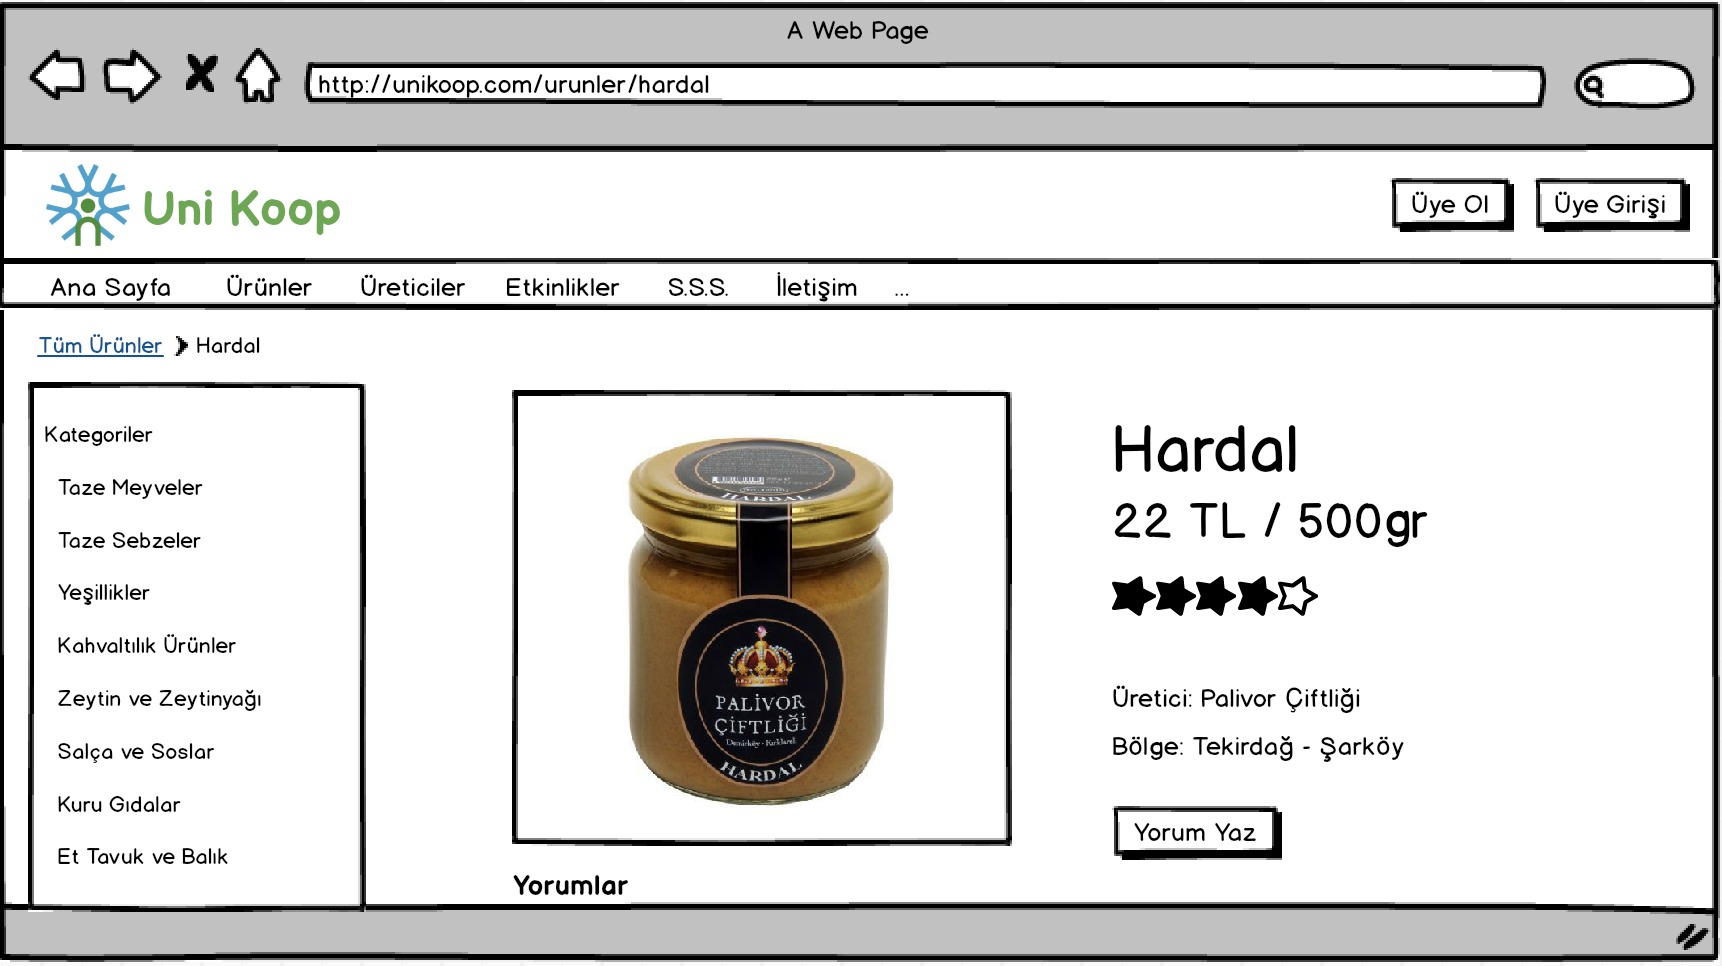 A Web Page
http://unikoop.com/urunler/hardal
Uni Koop
Üye Ol
Üye Girişi
Ana Sayfa
Ürünler
Üreticiler
Etkinlikler
S.S.S.
İletişim
...
Tüm Ürünler
Hardal
Kategoriler
Taze Meyveler
Taze Sebzeler
Yeşillikler
Kahvaltılık Ürünler
Zeytin ve Zeytinyağı
Salça ve Soslar
Kuru Gıdalar
Et Tavuk ve Balık
HARDAL
PALİVOR
ÇİFTLİĞİ
Demirköy - Kırklareli
HARDAL
Hardal
22 TL / 500gr
Üretici: Palivor Çiftliği
Bölge: Tekirdağ - Şarköy
Yorum Yaz
Yorumlar